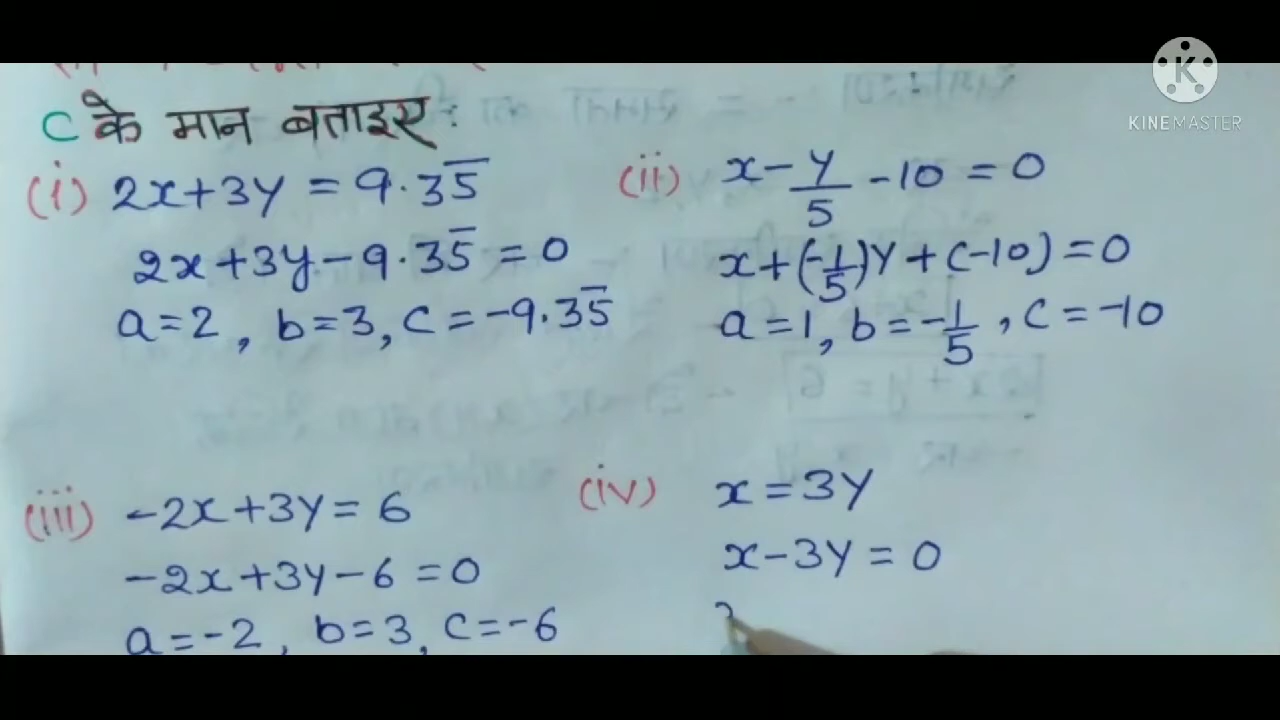 KINEMASTER
C के मान बताइए :
(i) 2x+3y = 9.35̅
2x+3y-9.35̅ = 0
a=2, b=3, c=-9.35̅
(ii) x-y/5-10 = 0
x+(-1/5)y+(-10)=0
a=1, b=-1/5, c=-10
(iii) -2x+3y= 6
-2x+3y-6 =0
a=-2, b=3, c=-6
(iv) x=3y
x-3y=0